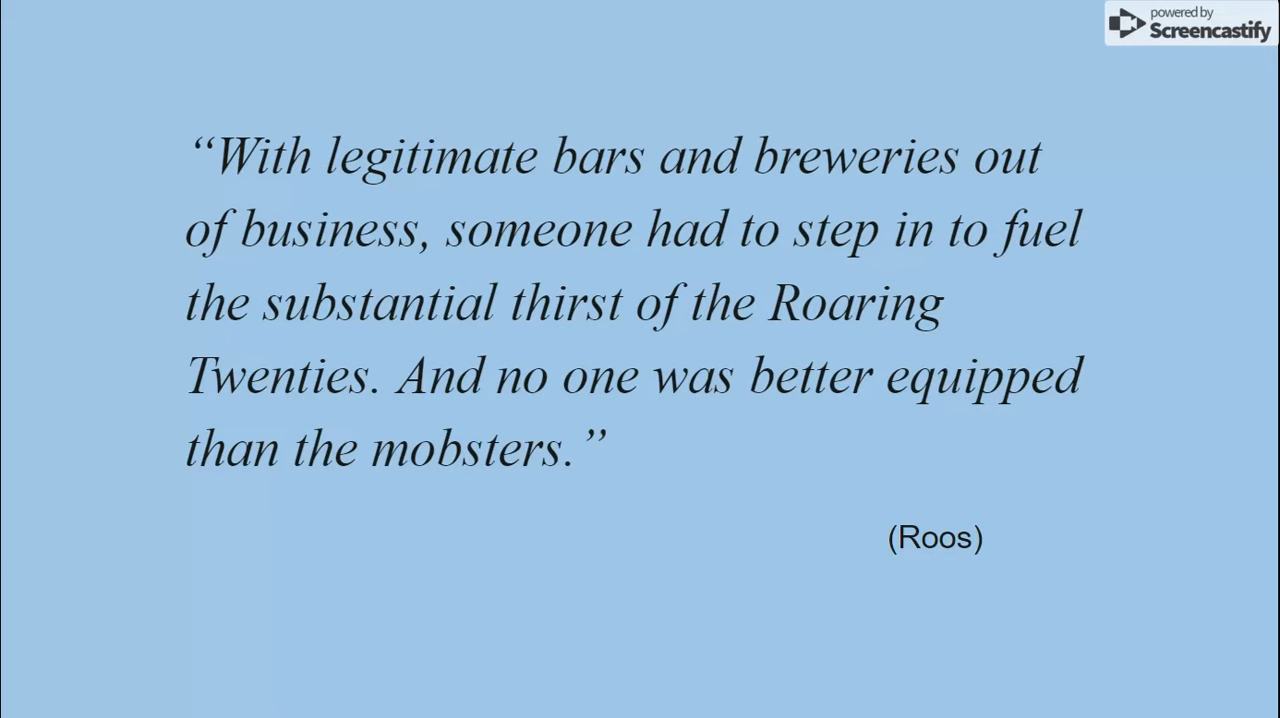 powered by
Screencastify
“With legitimate bars and breweries out
of business, someone had to step in to fuel
the substantial thirst of the Roaring
Twenties. And no one was better equipped
than the mobsters.”
(Roos)